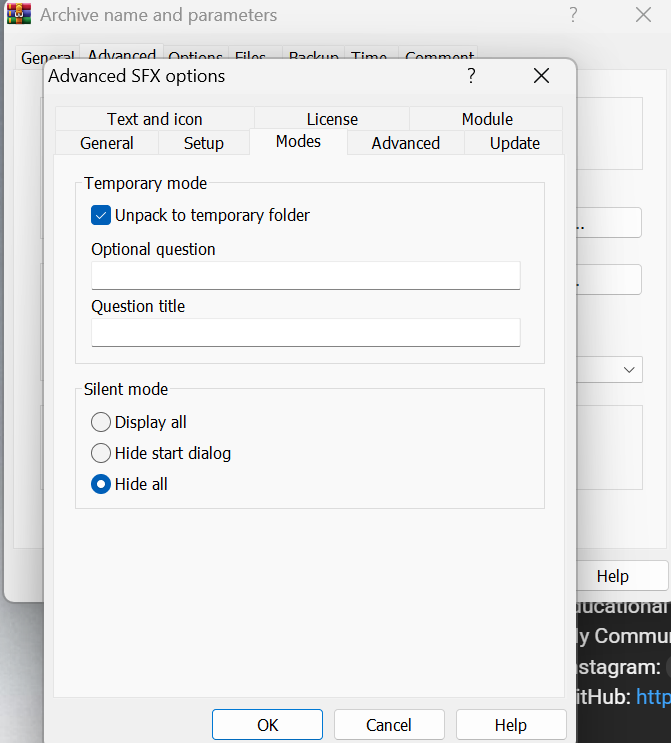 Archive name and parameters
?
General Advanced Options Files Backup Time Comment
Advanced SFX options
?
Text and icon License Module
General Setup Modes Advanced Update
Temporary mode
Unpack to temporary folder
Optional question
Question title
Silent mode
Display all
Hide start dialog
Hide all
OK Cancel Help
..
.
Help
ducational
ly Commu
nstagram:
itHub: http